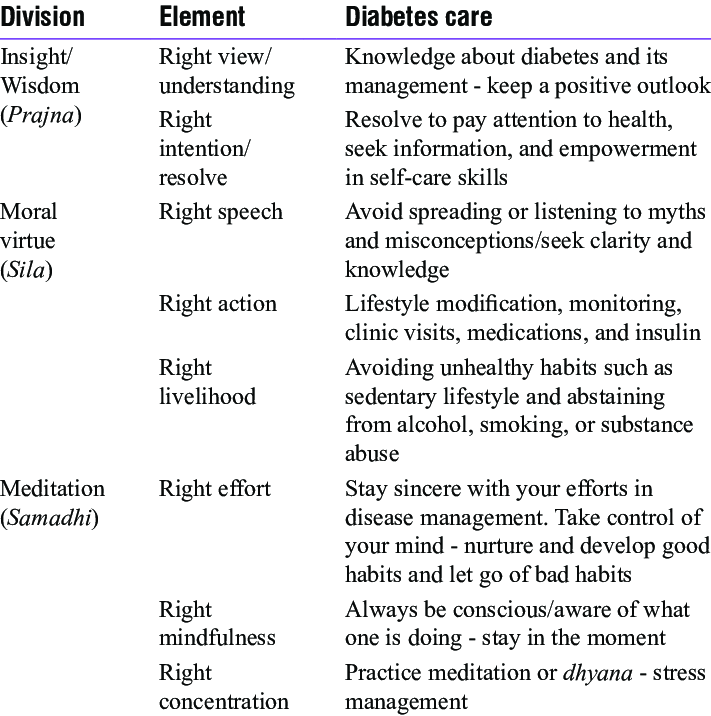 Division Element Diabetes care
Insight/ Right view/ Knowledge about diabetes and its
Wisdom understanding management - keep a positive outlook
(Prajna) Right Resolve to pay attention to health,
intention/ seek information, and empowerment
resolve in self-care skills
Moral Right speech Avoid spreading or listening to myths
virtue and misconceptions/seek clarity and
(Sila) knowledge
Right action Lifestyle modification, monitoring,
clinic visits, medications, and insulin
Right Avoiding unhealthy habits such as
livelihood sedentary lifestyle and abstaining
from alcohol, smoking, or substance
abuse
Meditation Right effort Stay sincere with your efforts in
(Samadhi) disease management. Take control of
your mind - nurture and develop good
habits and let go of bad habits
Right Always be conscious/aware of what
mindfulness one is doing - stay in the moment
Right Practice meditation or dhyana - stress
concentration management